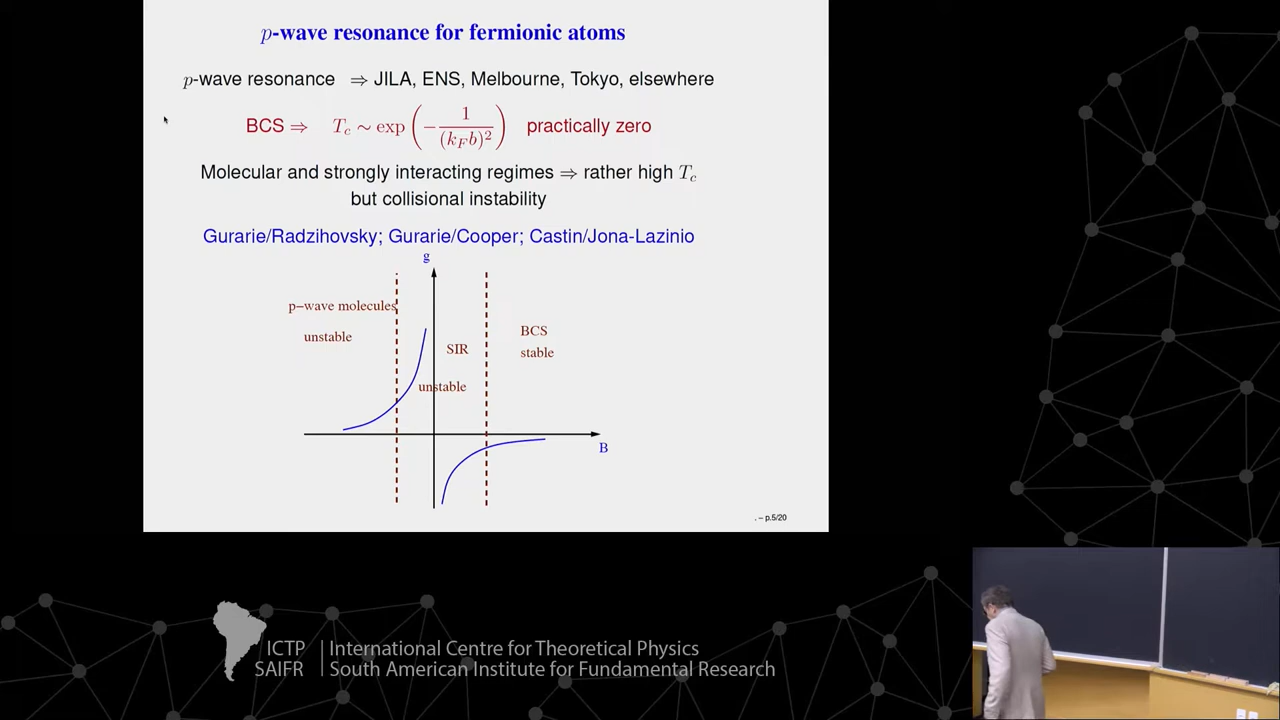 p-wave resonance for fermionic atoms
p-wave resonance ⇒ JILA, ENS, Melbourne, Tokyo, elsewhere
BCS ⇒ T_c ∼ exp(−1/(k_F b)^2) practically zero
Molecular and strongly interacting regimes ⇒ rather high T_c
but collisional instability
Gurarie/Radzihovsky; Gurarie/Cooper; Castin/Jona-Lazinio
g
p−wave molecules
unstable
SIR
unstable
BCS
stable
B
. – p.5/20
ICTP
SAIFR
International Centre for Theoretical Physics
South American Institute for Fundamental Research